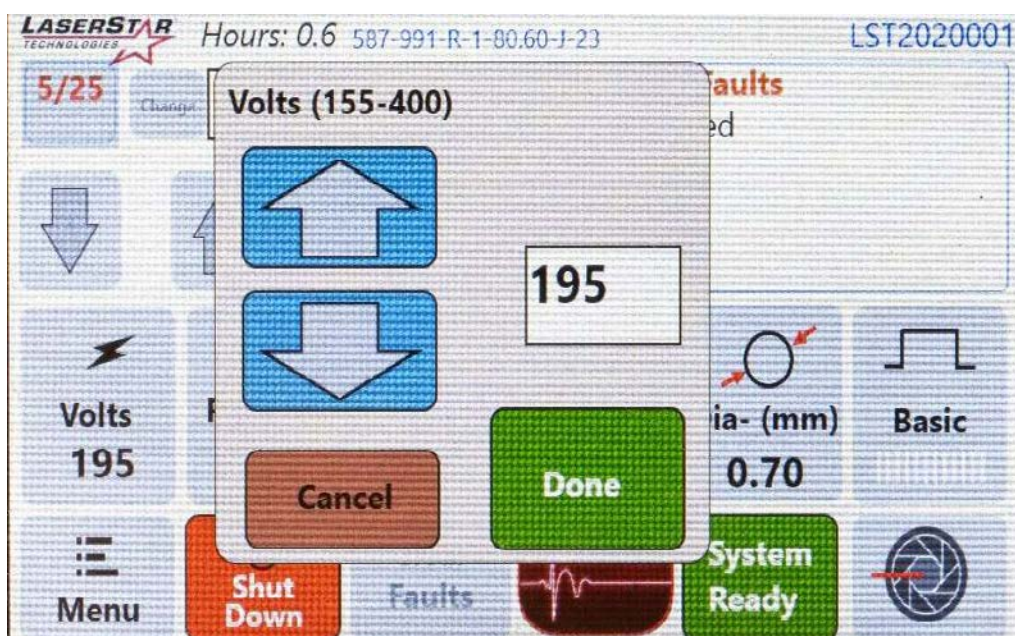 LASERSTAR
TECHNOLOGIES
Hours: 0.6
587-991-R-1-80.60-J-23
LST2020001
5/25
Change
Volts (155-400)
aults
ed
195
Volts
195
ia- (mm)
0.70
Basic
Cancel
Done
Menu
Shut
Down
Faults
System
Ready